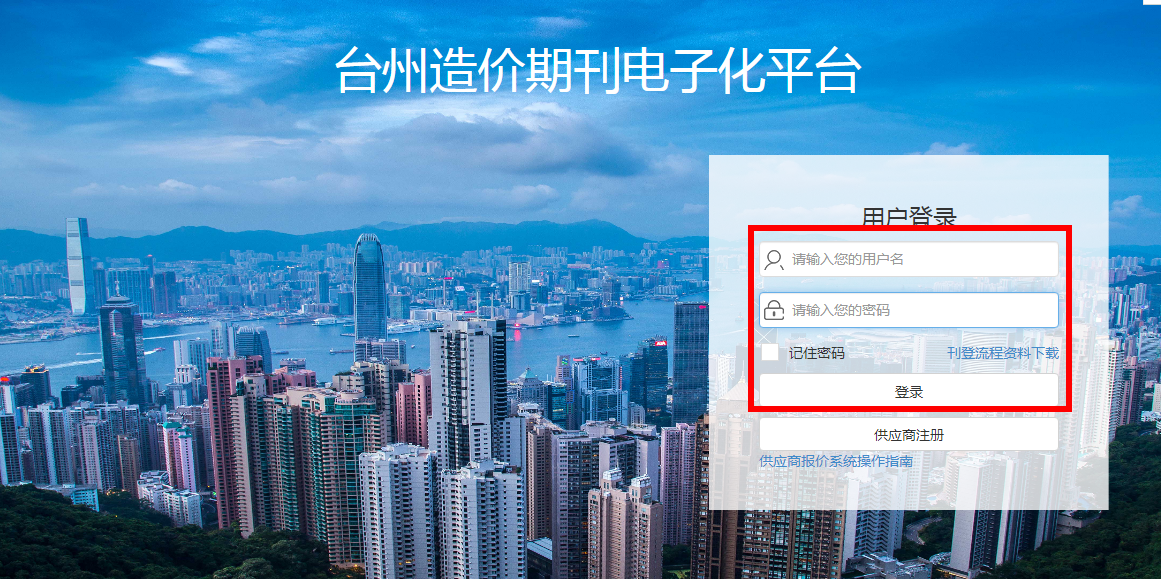 台州造价期刊电子化平台
用户登录
请输入您的用户名
请输入您的密码
记住密码 刊登流程资料下载
登录
供应商注册
供应商报价系统操作指南